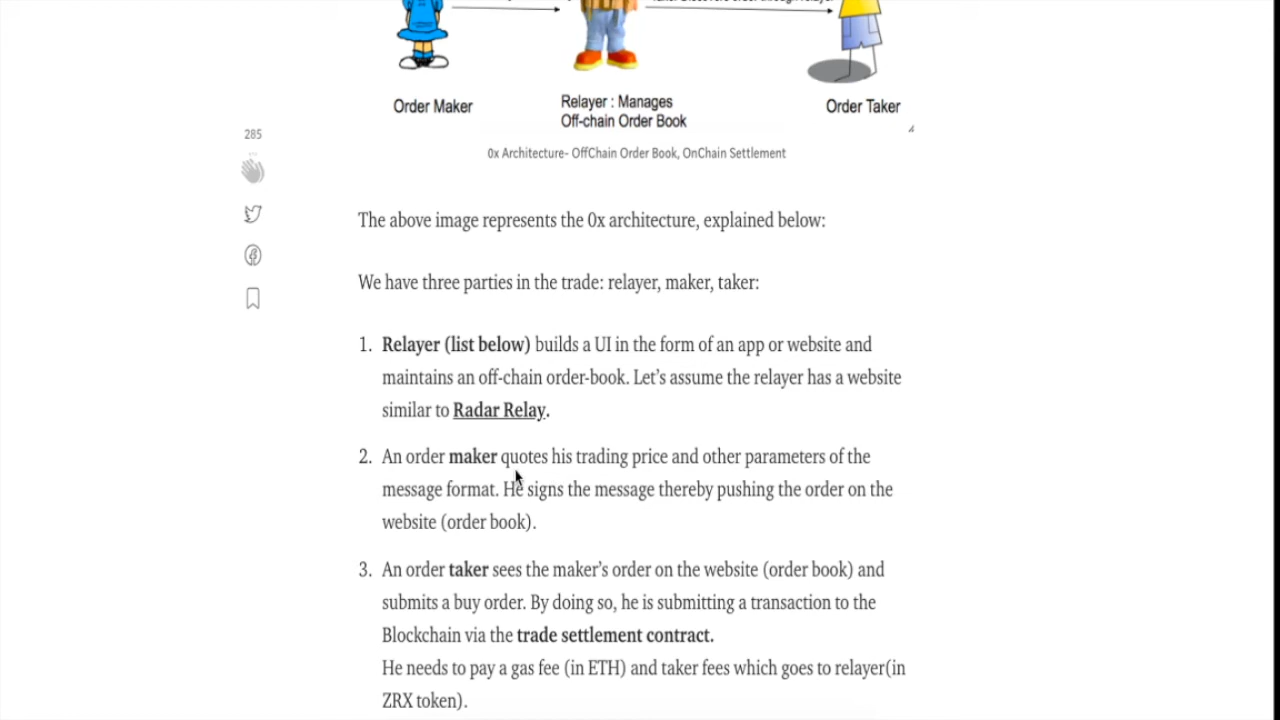 Order Maker
Relayer : Manages
Off-chain Order Book
Order Taker
285
0x Architecture- OffChain Order Book, OnChain Settlement
The above image represents the 0x architecture, explained below:
We have three parties in the trade: relayer, maker, taker:
1. Relayer (list below) builds a UI in the form of an app or website and
maintains an off-chain order-book. Let’s assume the relayer has a website
similar to Radar Relay.
2. An order maker quotes his trading price and other parameters of the
message format. He signs the message thereby pushing the order on the
website (order book).
3. An order taker sees the maker’s order on the website (order book) and
submits a buy order. By doing so, he is submitting a transaction to the
Blockchain via the trade settlement contract.
He needs to pay a gas fee (in ETH) and taker fees which goes to relayer(in
ZRX token).